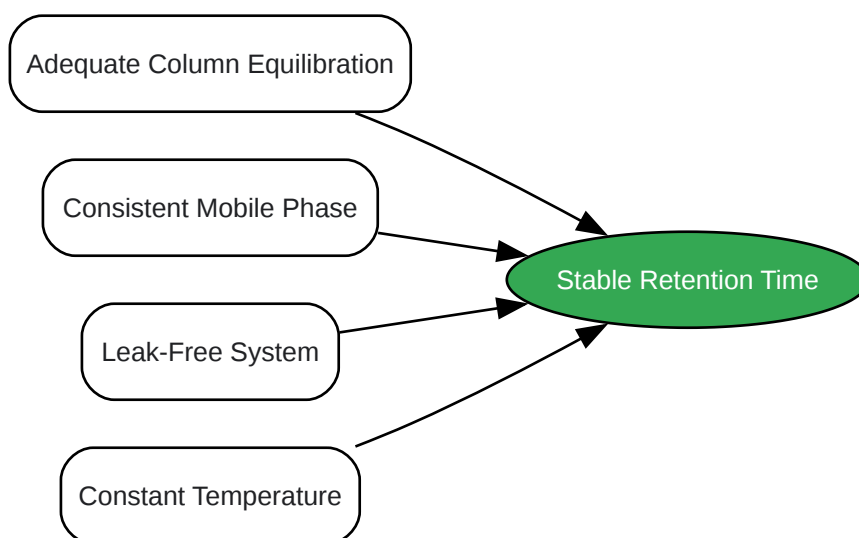 Adequate Column Equilibration
Consistent Mobile Phase
Stable Retention Time
Leak-Free System
Constant Temperature